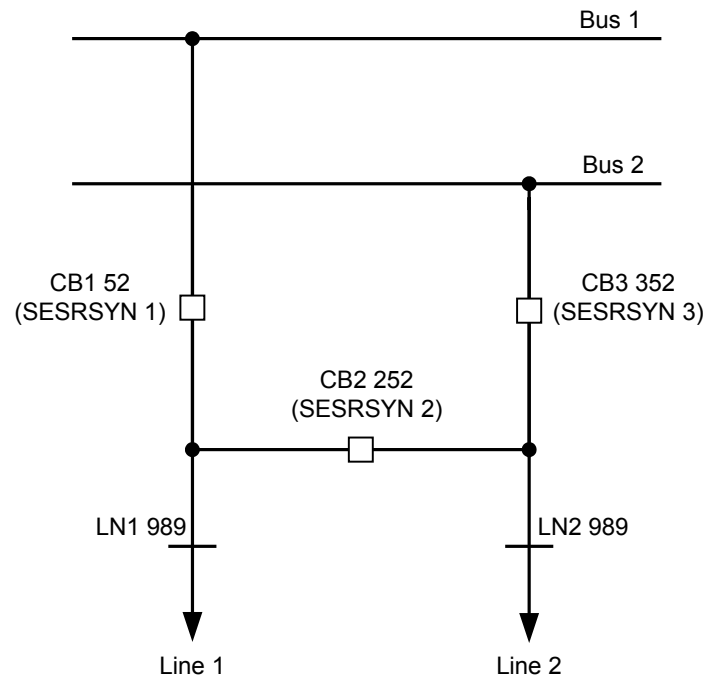 Bus 1
Bus 2
CB1 52
(SESRSYN 1)
CB3 352
(SESRSYN 3)
CB2 252
(SESRSYN 2)
LN1 989
LN2 989
Line 1
Line 2